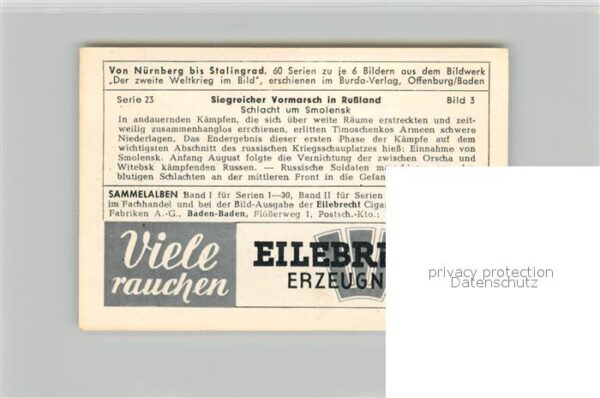 Von Nürnberg bis Stalingrad. 60 Serien zu je 6 Bildern aus dem Bildwerk
„Der zweite Weltkrieg im Bild“, erschienen im Burda-Verlag, Offenburg/Baden
Serie 23 Siegreicher Vormarsch in Rußland Bild 3
Schlacht um Smolensk
In andauernden Kämpfen, die sich über weite Räume erstreckten und zeit-
weilig zusammenhanglos errchienen, erlitten Timoschenkos Armeen schwere
Niederlagen. Das Endergebnis dieser ersten Phase der Kämpfe auf dem
wichtigsten Abschnitt des russischen Kriegsschauplatzes hieß: Einnahme von
Smolensk. Anfang August folgte die Vernichtung der zwischen Orscha und
Witebsk kämpfenden Russen. — Russische Soldaten
blutigen Schlachten an der mittleren Front in die Gefan
SAMMELALBEN Band I für Serien I—30, Band II für Serien
im Fachhandel und bei der Bild-Ausgabe der Eilebrecht Ciga
Fabriken A.-G., Baden-Baden, Flößerweg 1, Postsch.-Kto.:
Viele EILEBRE
rauchen ERZEUGN
privacy protection
Datenschutz